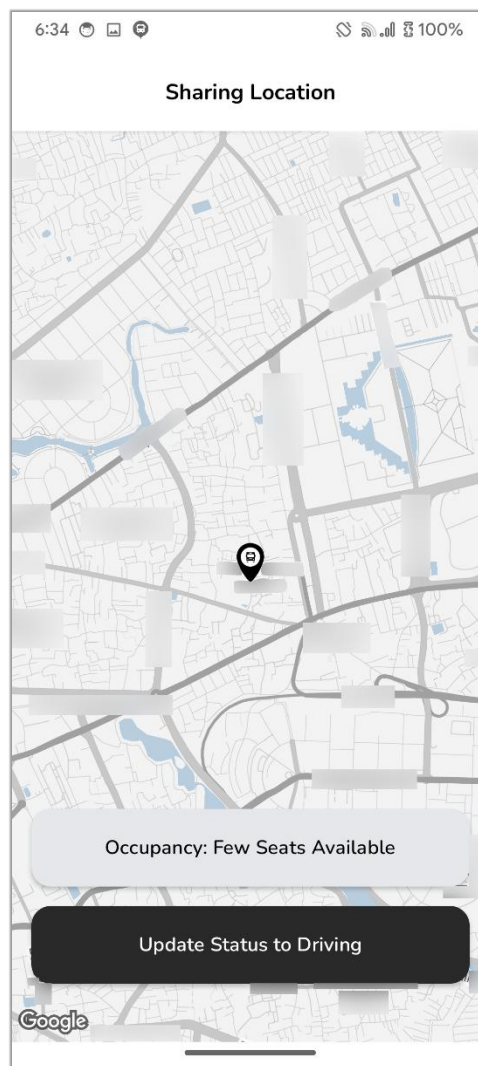 6:34
100%
Sharing Location
Occupancy: Few Seats Available
Update Status to Driving
Google